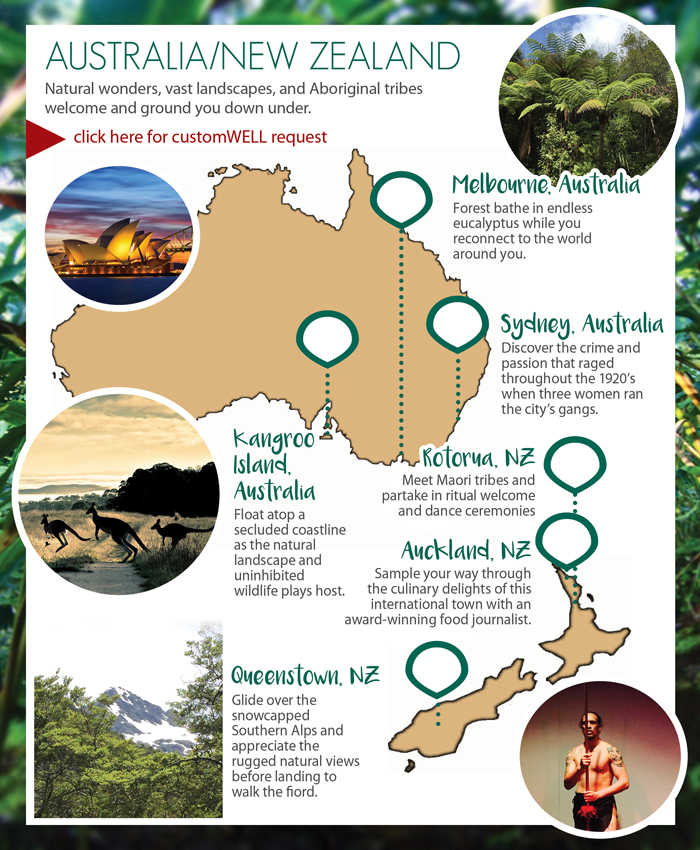 AUSTRALIA/NEW ZEALAND
Natural wonders, vast landscapes, and Aboriginal tribes
welcome and ground you down under.
click here for customWELL request
Melbourne, Australia
Forest bathe in endless
eucalyptus while you
reconnect to the world
around you.
Sydney, Australia
Discover the crime and
passion that raged
throughout the 1920's
when three women ran
the city's gangs.
Kangroo
Island,
Australia
Float atop a
secluded coastline
as the natural
landscape and
uninhibited
wildlife plays host.
Rotorua, NZ
Meet Maori tribes and
partake in ritual welcome
and dance ceremonies
Auckland, NZ
Sample your way through
the culinary delights of this
international town with an
award-winning food journalist.
Queenstown, NZ
Glide over the
snowcapped
Southern Alps and
appreciate the
rugged natural views
before landing to
walk the fiord.